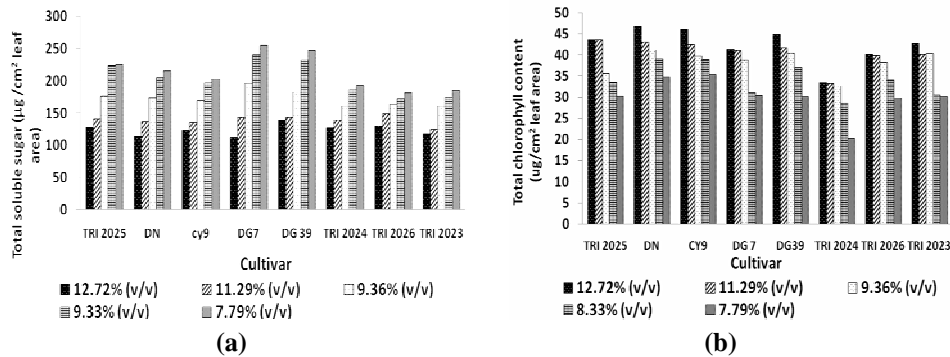 (a)
Total soluble sugar (µg /cm² leaf
area)
300
250
200
150
100
50
0
TRI 2025 DN cy9 DG7 DG 39 TRI 2024 TRI 2026 TRI 2023
Cultivar
12.72% (v/v) 11.29% (v/v) 9.36% (v/v)
9.33% (v/v) 7.79% (v/v)
(a)
(b)
Total chlorophyll content
(ug/cm² leaf area)
50
45
40
35
30
25
20
15
10
5
0
TRI 2025 DN CY9 DG7 DG39 TRI 2024 TRI 2026 TRI 2023
Cultivar
12.72% (v/v) 11.29% (v/v) 9.36% (v/v)
8.33% (v/v) 7.79% (v/v)
(b)